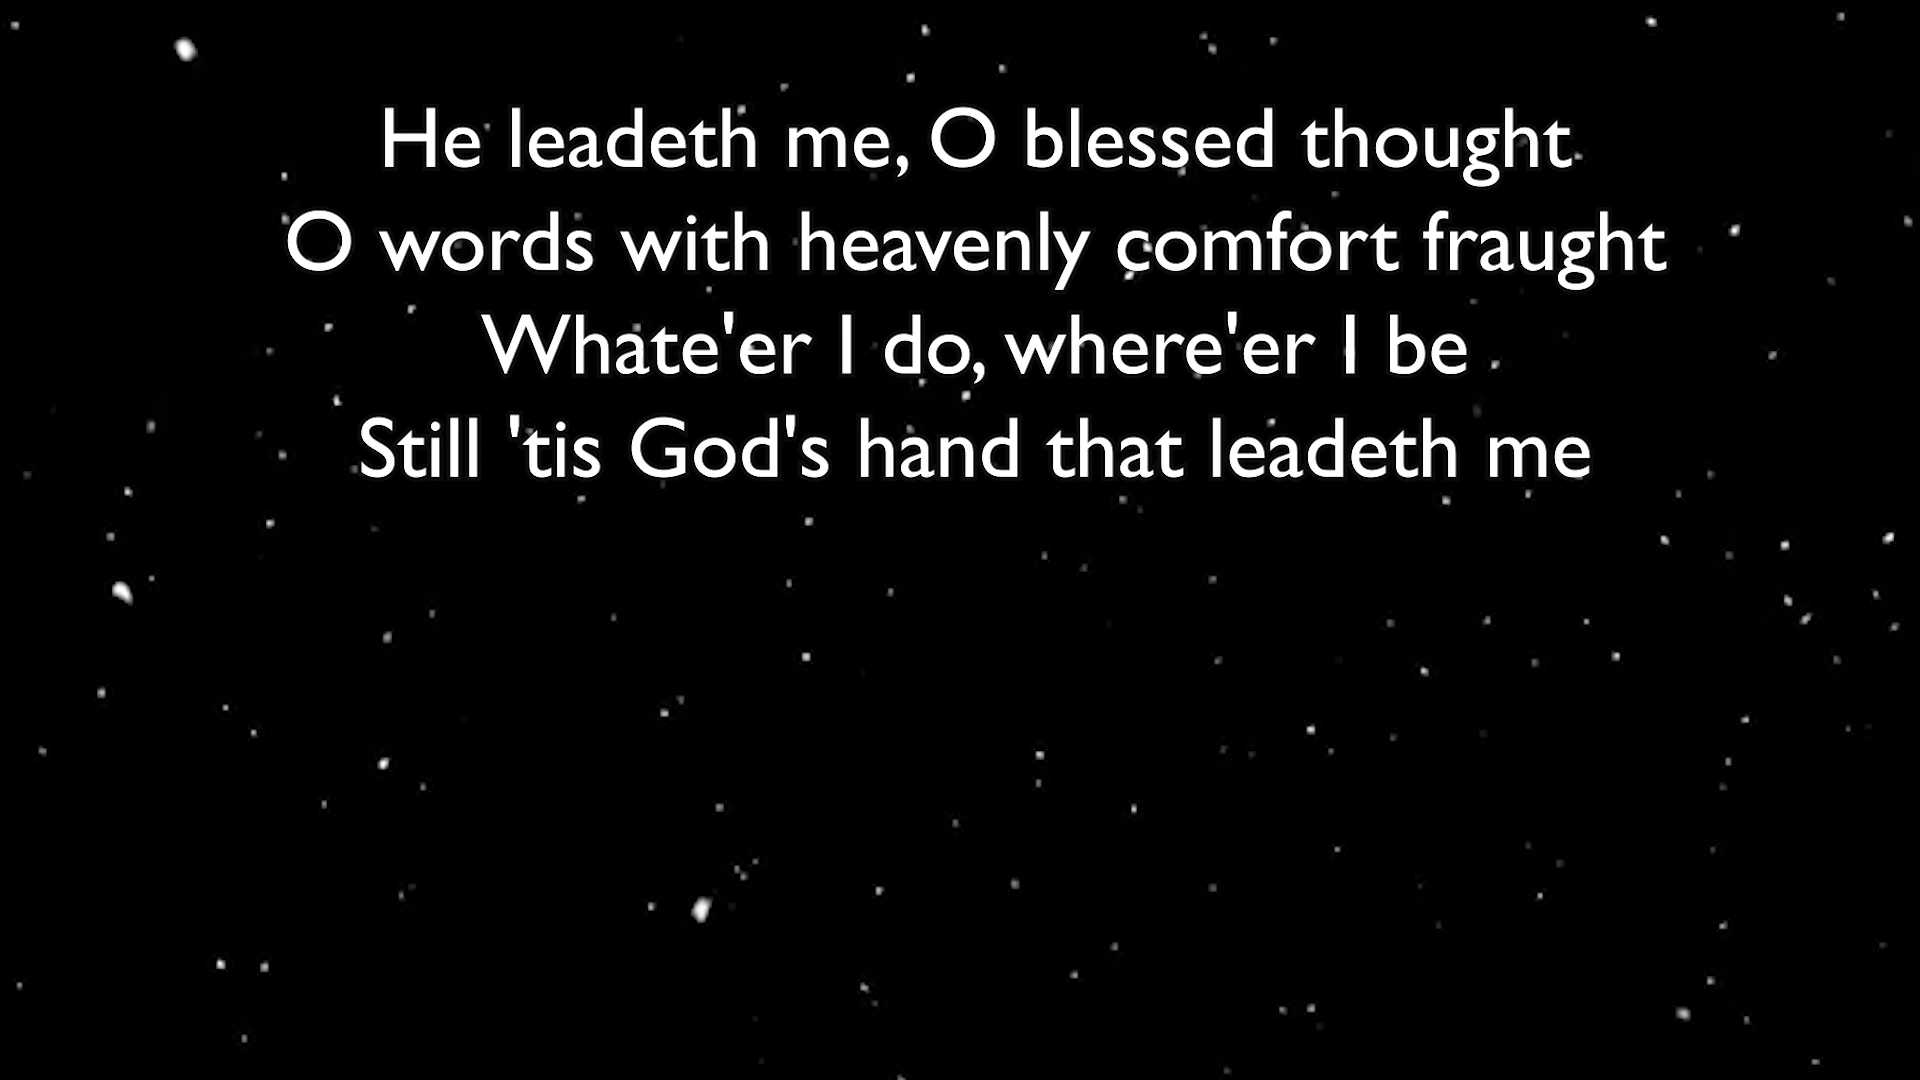 He leadeth me, O blessed thought
O words with heavenly comfort fraught
Whate'er I do, where'er I be
Still 'tis God's hand that leadeth me